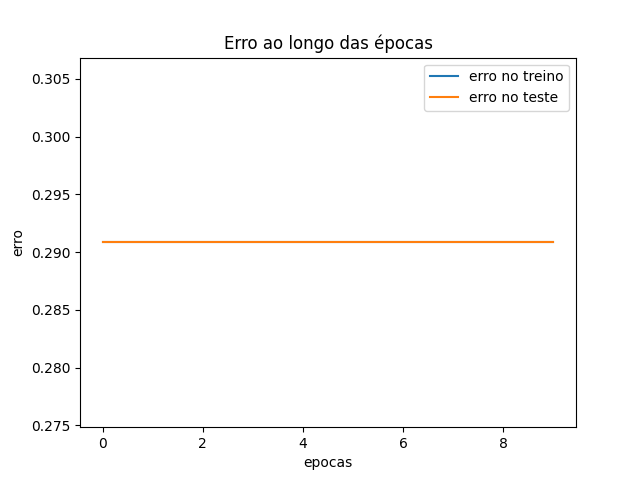 Erro ao longo das épocas
erro no treino
erro no teste
0.305
0.300
0.295
0.290
0.285
0.280
0.275
erro
0 2 4 6 8
epocas